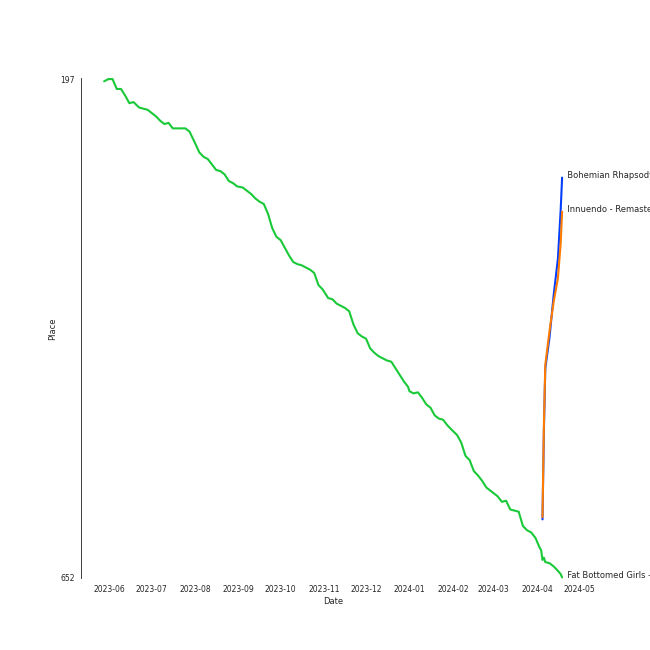 197
Bohemian Rhapsody
Innuendo - Remaste
Place
Fat Bottomed Girls -
652
2023-06 2023-07 2023-08 2023-09 2023-10 2023-11 2023-12 2024-01 2024-02 2024-03 2024-04 2024-05
Date